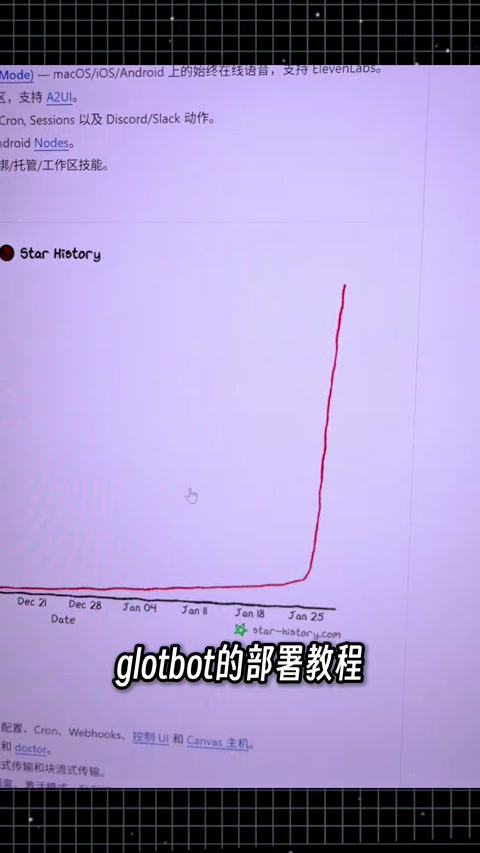 Mode) — macOS/iOS/Android 上的始终在线语音，支持 ElevenLabs。
区，支持 A2UI。
Cron, Sessions 以及 Discord/Slack 动作。
ndroid Nodes。
绑/托管/工作区技能。
Star History
Dec 21 Dec 28 Jan 04 Jan 11 Jan 18 Jan 25
Date
star-history.com
glotbot的部署教程
配置、Cron、Webhooks、控制 UI 和 Canvas 主机。
和 doctor。
式传输和块流式传输。